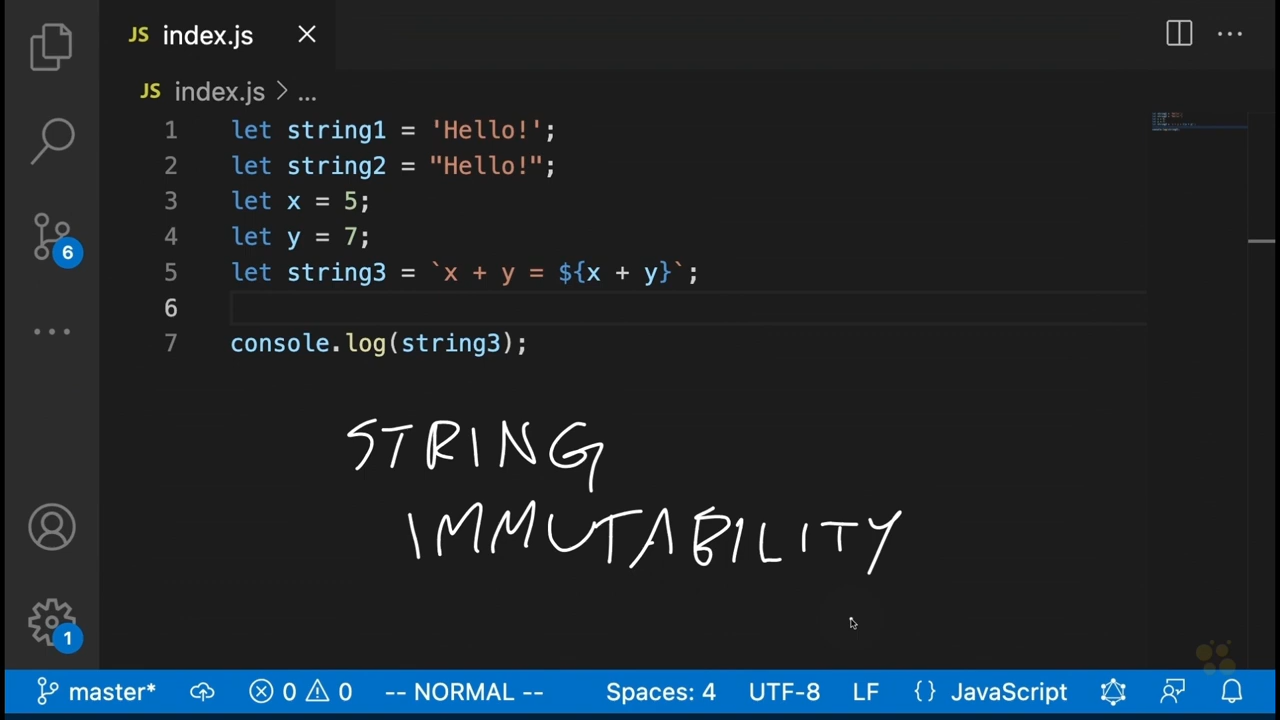 JS index.js
JS index.js > ...
1 let string1 = 'Hello!';
2 let string2 = "Hello!";
3 let x = 5;
4 let y = 7;
5 let string3 = `x + y = ${x + y}`;
6
7 console.log(string3);
STRING
IMMUTABILITY
6
1
master* 0 0 -- NORMAL -- Spaces: 4 UTF-8 LF {} JavaScript